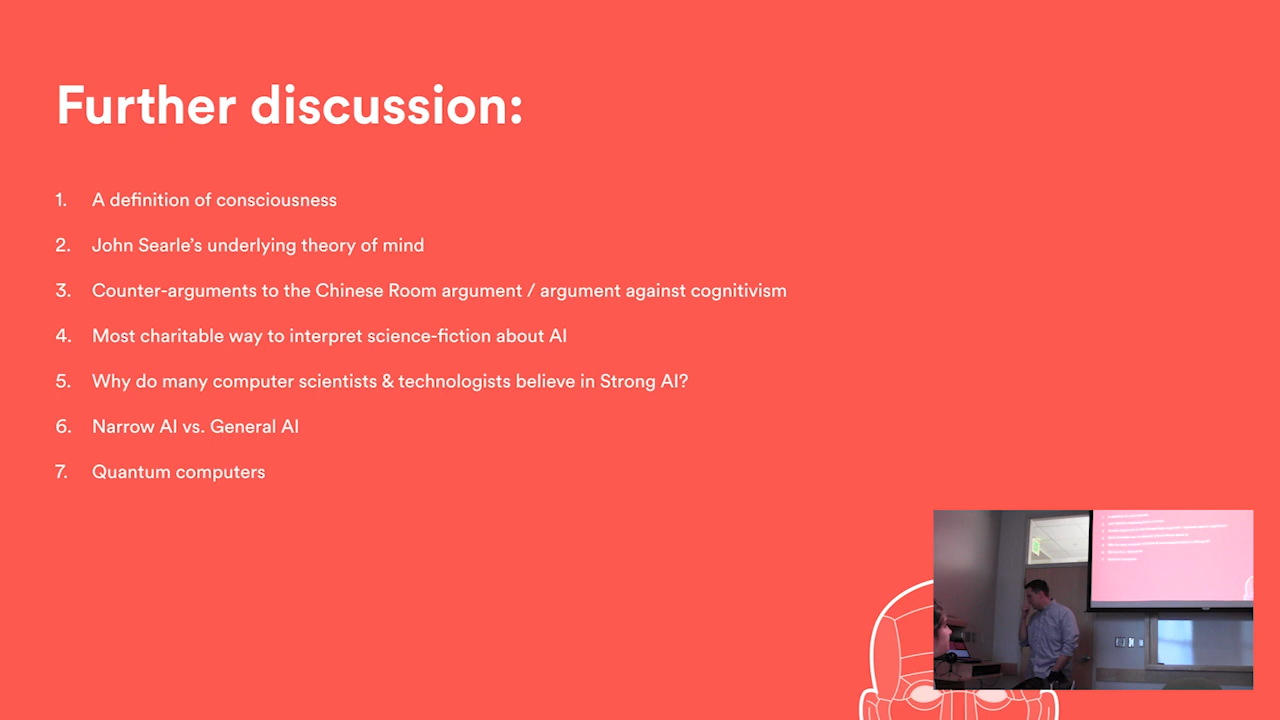 Further discussion:
1. A definition of consciousness
2. John Searle’s underlying theory of mind
3. Counter-arguments to the Chinese Room argument / argument against cognitivism
4. Most charitable way to interpret science-fiction about AI
5. Why do many computer scientists & technologists believe in Strong AI?
6. Narrow AI vs. General AI
7. Quantum computers